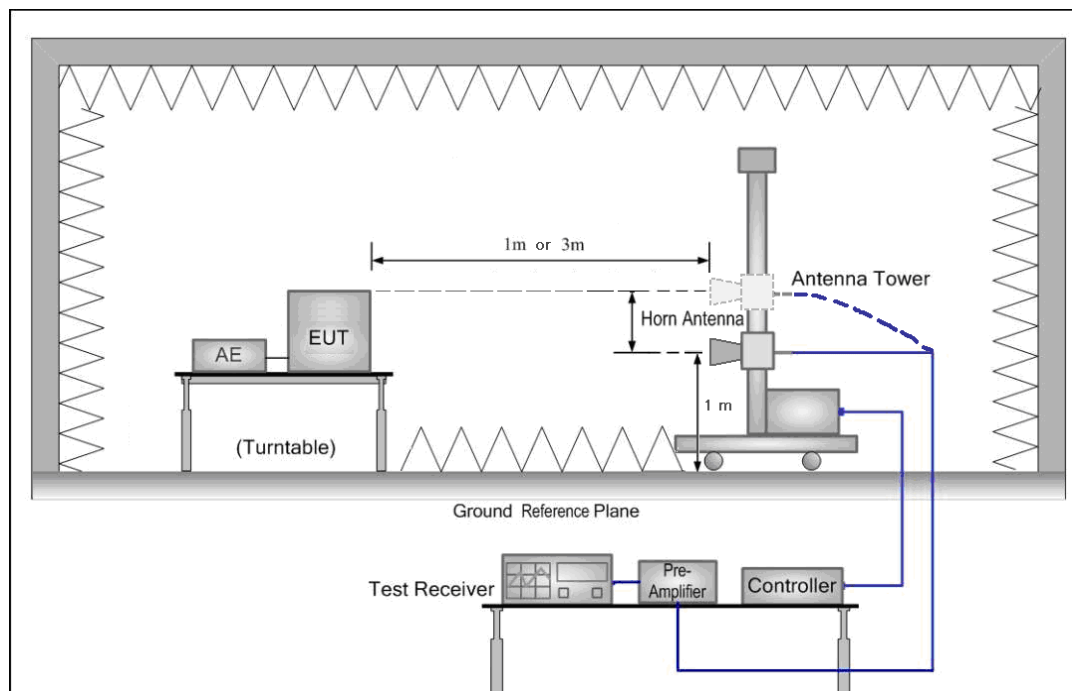 1m or 3m
Antenna Tower
Horn Antenna
EUT
AE
1 m
(Turntable)
Ground Reference Plane
Test Receiver
Pre-
Amplifier
Controller